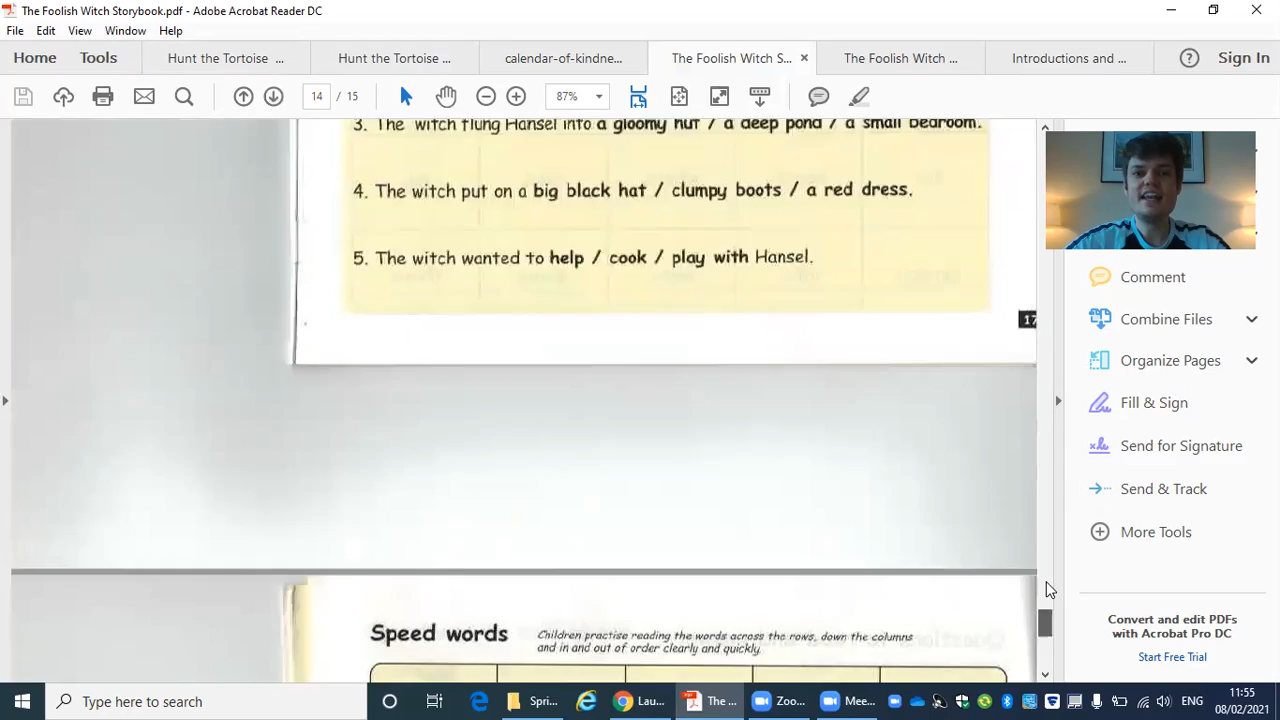 The Foolish Witch Storybook.pdf - Adobe Acrobat Reader DC
File Edit View Window Help
Home Tools Hunt the Tortoise ... Hunt the Tortoise ... calendar-of-kindne... The Foolish Witch S... The Foolish Witch ... Introductions and ... Sign In
14 / 15 87%
3. The witch flung Hansel into a gloomy hut / a deep pond / a small bedroom.
4. The witch put on a big black hat / clumpy boots / a red dress.
5. The witch wanted to help / cook / play with Hansel.
17
Speed words
Children practise reading the words across the rows, down the columns
and in and out of order clearly and quickly.
Comment
Combine Files
Organize Pages
Fill & Sign
Send for Signature
Send & Track
More Tools
Convert and edit PDFs
with Acrobat Pro DC
Start Free Trial
Type here to search
Spri...
Lau...
The ...
Zoo...
Mee...
ENG
11:55
08/02/2021